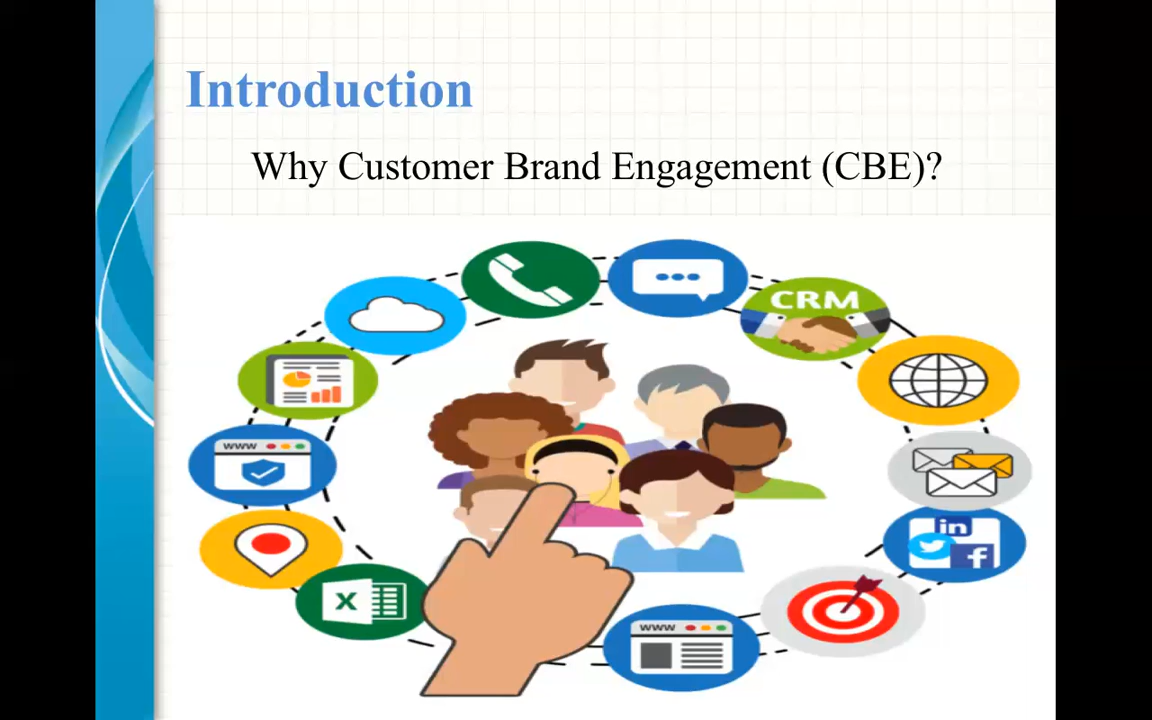 Introduction
Why Customer Brand Engagement (CBE)?
CRM
WWW
in
f
X
WWW